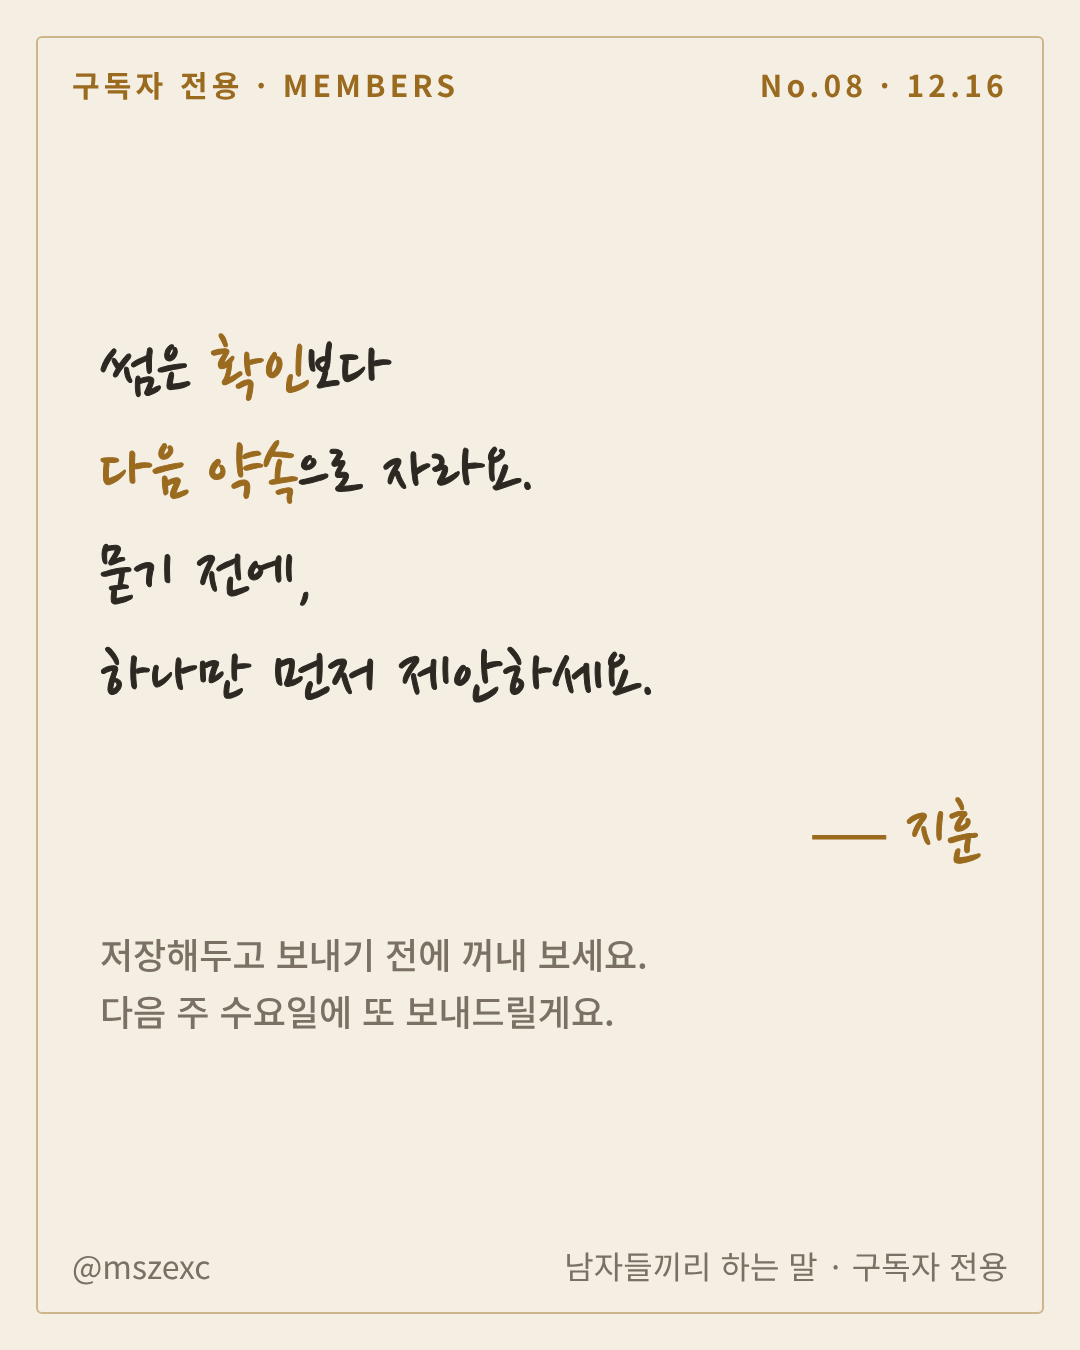 구독자 전용 · MEMBERS
No.08 · 12.16
썸은 확인보다
다음 약속으로 자라요.
묻기 전에,
하나만 먼저 제안하세요.
— 지훈
저장해두고 보내기 전에 꺼내 보세요.
다음 주 수요일에 또 보내드릴게요.
@mszexc
남자들끼리 하는 말 · 구독자 전용